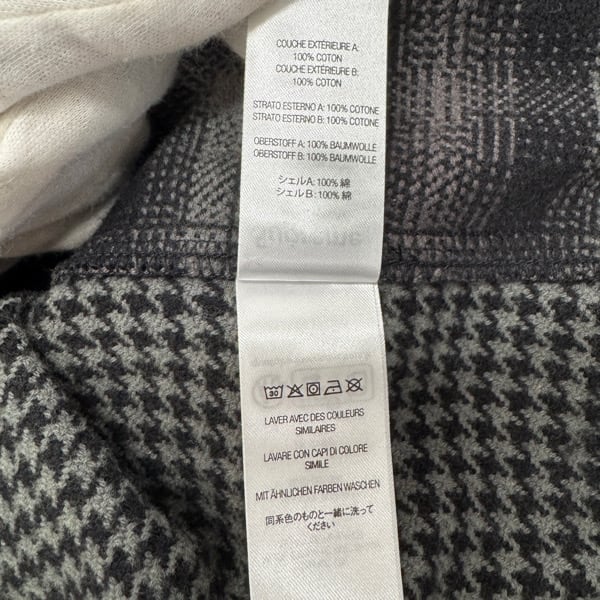 COUCHE EXTÉRIEURE A:
100% COTON
COUCHE EXTÉRIEURE B:
100% COTON
STRATO ESTERNO A: 100% COTONE
STRATO ESTERNO B: 100% COTONE
OBERSTOFF A: 100% BAUMWOLLE
OBERSTOFF B: 100% BAUMWOLLE
シェルA: 100% 綿
シェルB: 100% 綿
Supreme
30
LAVER AVEC DES COULEURS
SIMILAIRES
LAVARE CON CAPI DI COLORE
SIMILE
MIT ÄHNLICHEN FARBEN WASCHEN
同系色のものと一緒に洗って
ください